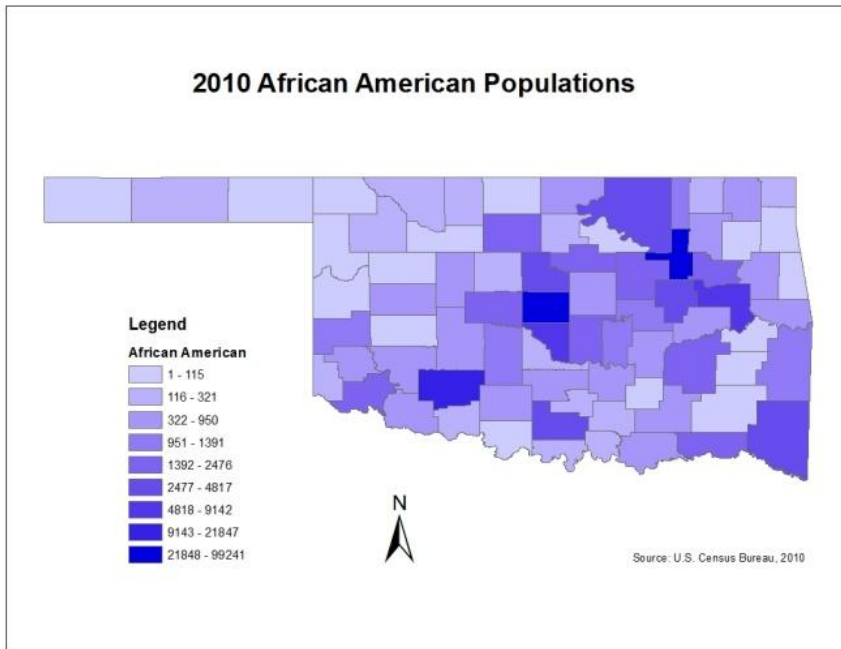 2010 African American Populations
Legend
African American
1 - 115
116 - 321
322 - 950
951 - 1391
1392 - 2476
2477 - 4817
4818 - 9142
9143 - 21847
21848 - 99241
N
Source: U.S. Census Bureau, 2010